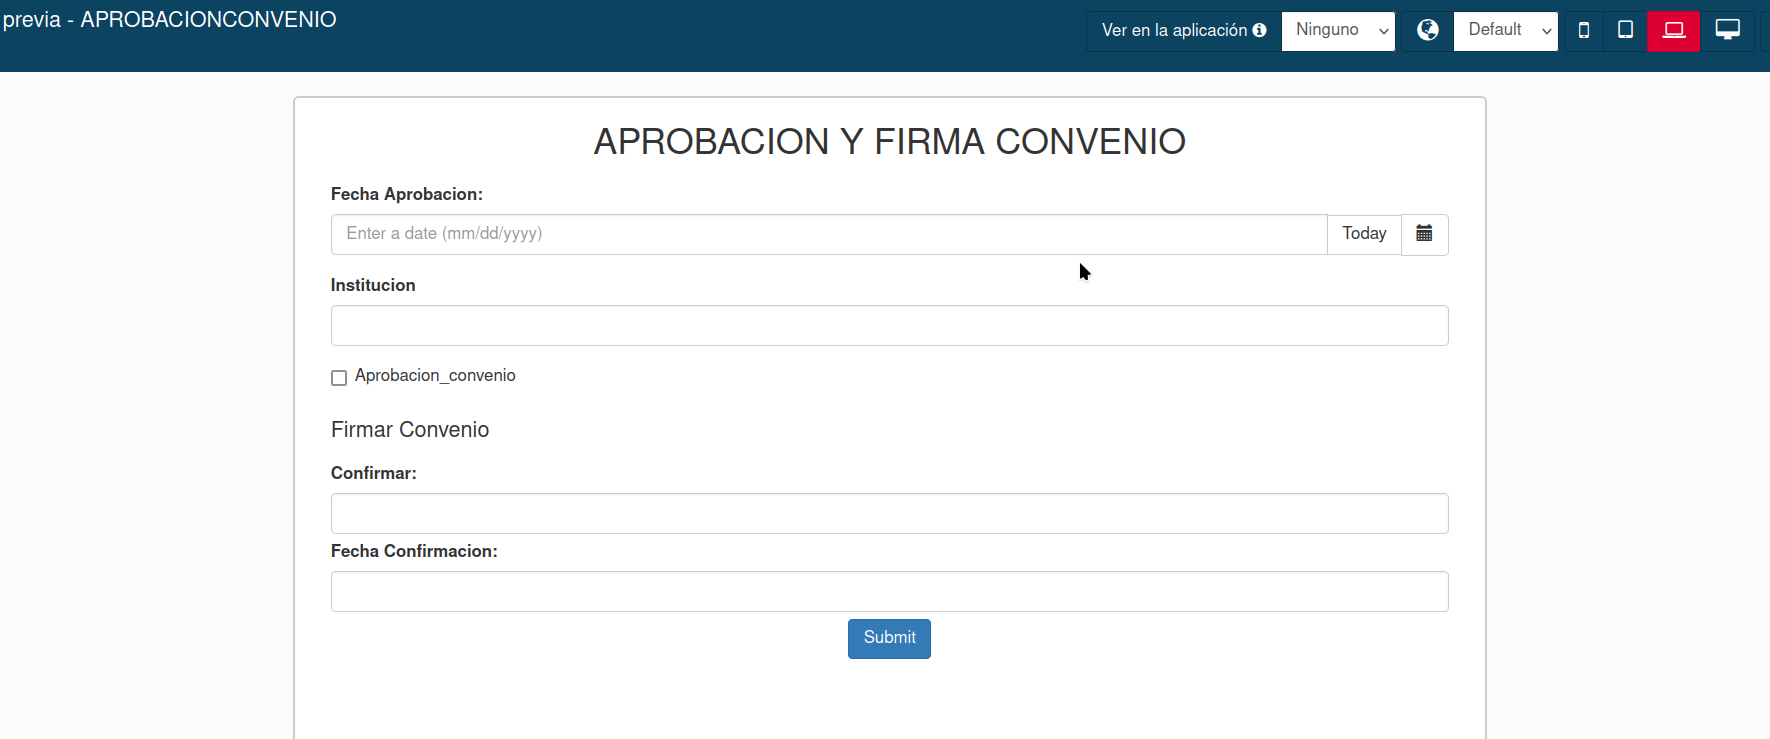 previa - APROBACIONCONVENIO
Ver en la aplicación Ninguno Default
APROBACION Y FIRMA CONVENIO
Fecha Aprobacion:
Enter a date (mm/dd/yyyy) Today
Institucion
Aprobacion_convenio
Firmar Convenio
Confirmar:
Fecha Confirmacion:
Submit